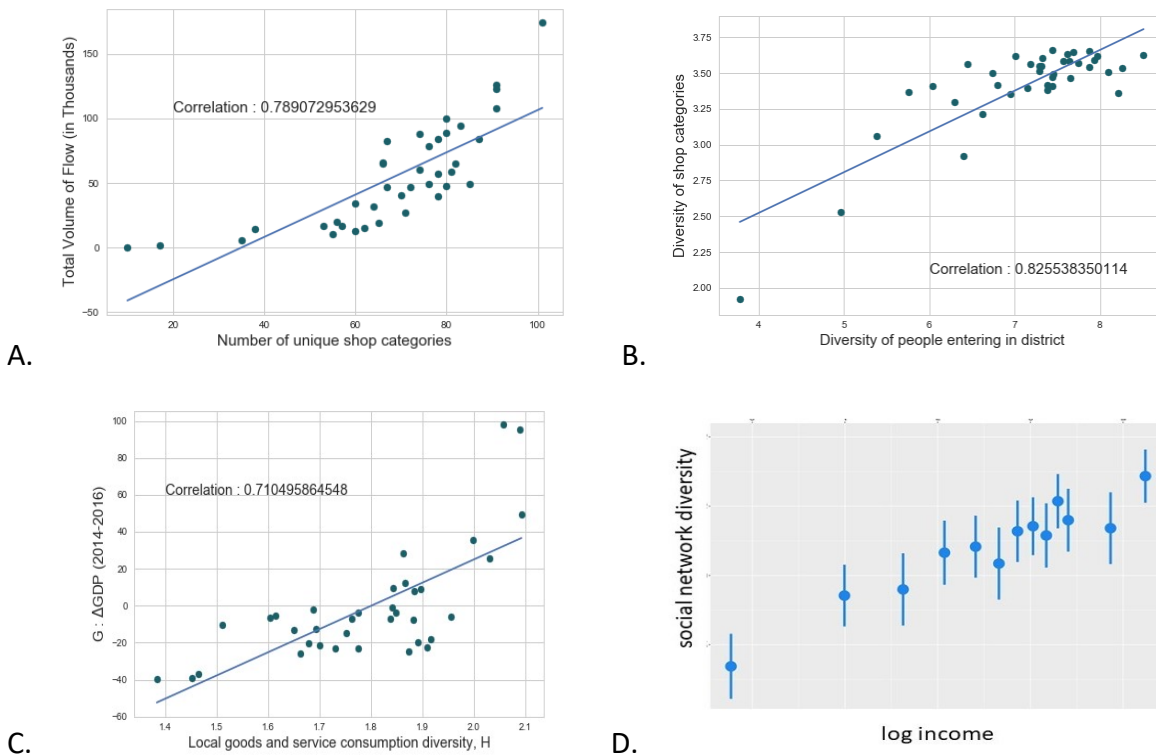 Total Volume of Flow (in Thousands)
150
100
50
0
−50
Correlation : 0.789072953629
20
40
60
80
100
Number of unique shop categories
A.
Diversity of shop categories
3.75
3.50
3.25
3.00
2.75
2.50
2.25
2.00
Correlation : 0.825538350114
4
5
6
7
8
Diversity of people entering in district
B.
G : ΔGDP (2014-2016)
100
80
60
40
20
0
−20
−40
−60
Correlation : 0.710495864548
1.4
1.5
1.6
1.7
1.8
1.9
2.0
2.1
Local goods and service consumption diversity, H
C.
social network diversity
log income
D.